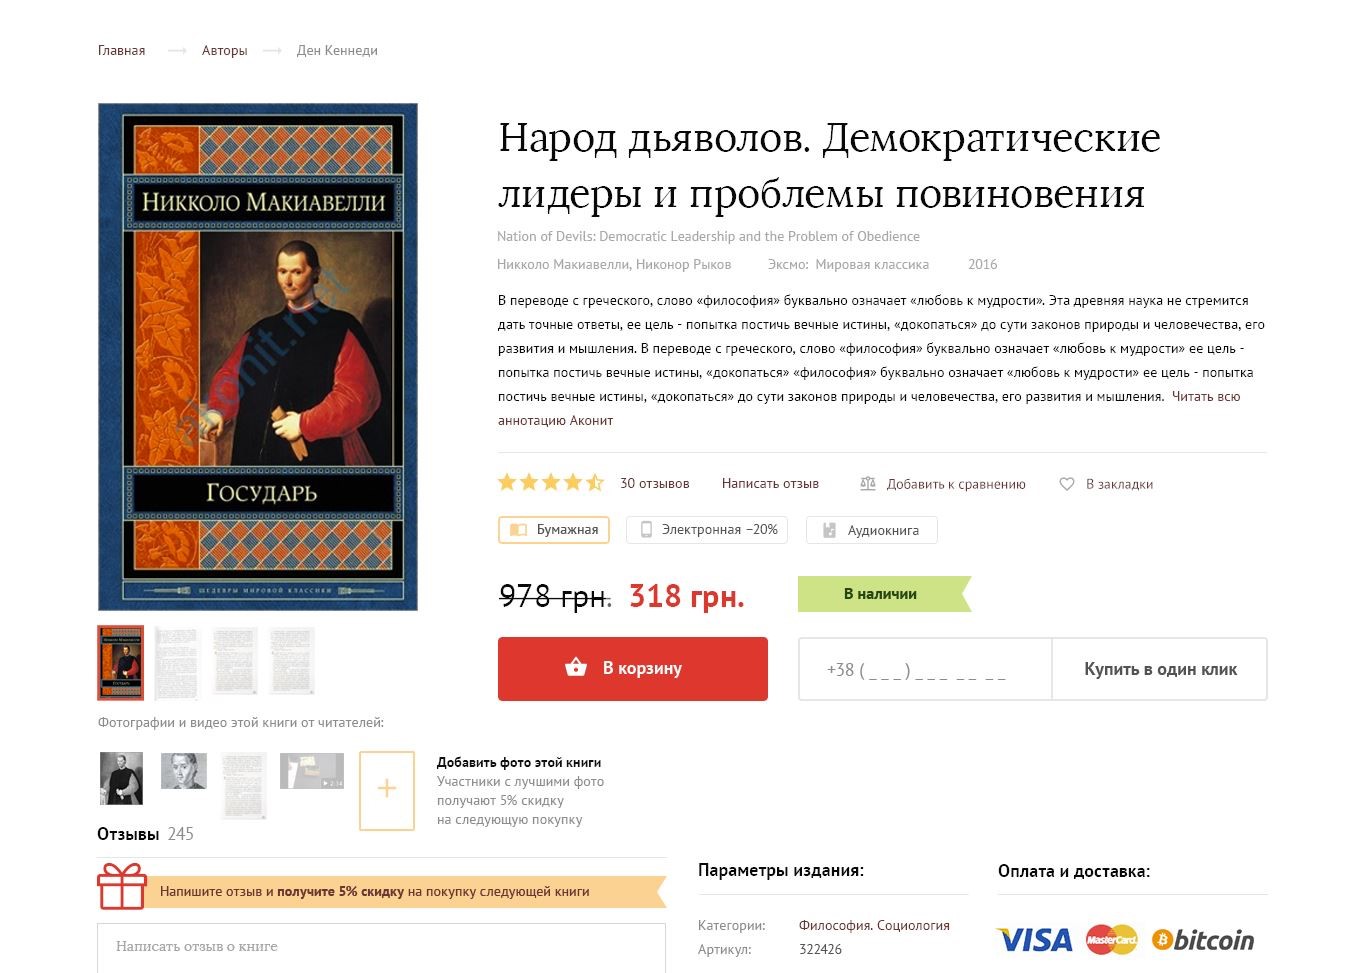 Главная
Авторы
Ден Кеннеди
Никколо Макиавелли
Государь
шедевры мировой классики
Народ дьяволов. Демократические
лидеры и проблемы повиновения
Nation of Devils: Democratic Leadership and the Problem of Obedience
Никколо Макиавелли, Никонор Рыков Эксмо: Мировая классика 2016
В переводе с греческого, слово «философия» буквально означает «любовь к мудрости». Эта древняя наука не стремится
дать точные ответы, ее цель - попытка постичь вечные истины, «докопаться» до сути законов природы и человечества, его
развития и мышления. В переводе с греческого, слово «философия» буквально означает «любовь к мудрости» ее цель -
попытка постичь вечные истины, «докопаться» «философия» буквально означает «любовь к мудрости» ее цель - попытка
постичь вечные истины, «докопаться» до сути законов природы и человечества, его развития и мышления. Читать всю
аннотацию Аконит
30 отзывов Написать отзыв Добавить к сравнению В закладки
Бумажная Электронная −20% Аудиокнига
978 грн. 318 грн. В наличии
В корзину +38 ( _ _ _ ) _ _ _ _ _ _ _ Купить в один клик
Фотографии и видео этой книги от читателей:
2:14
+
Добавить фото этой книги
Участники с лучшими фото
получают 5% скидку
на следующую покупку
Отзывы 245
Напишите отзыв и получите 5% скидку на покупку следующей книги
Написать отзыв о книге
Параметры издания:
Категории: Философия. Социология
Артикул: 322426
Оплата и доставка:
VISA MasterCard bitcoin